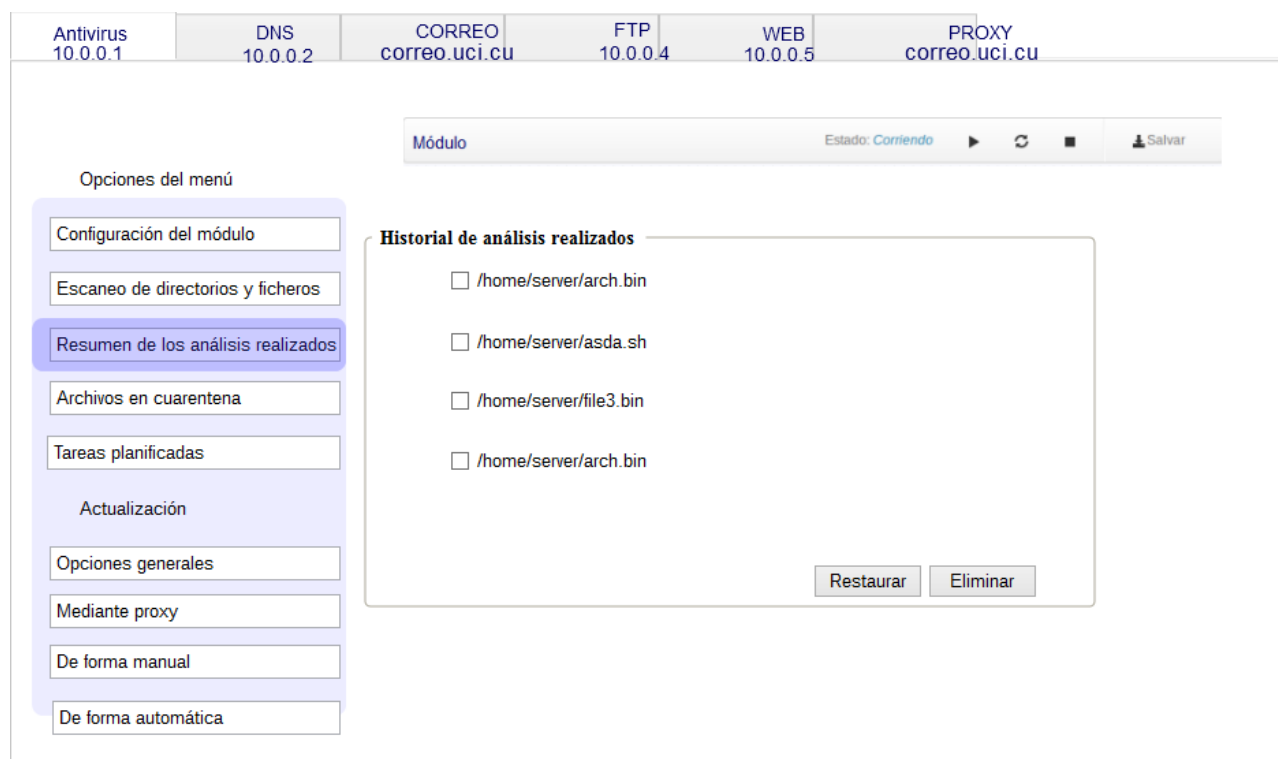 Antivirus
10.0.0.1
DNS
10.0.0.2
CORREO
correo.uci.cu
FTP
10.0.0.4
WEB
10.0.0.5
PROXY
correo.uci.cu
Módulo
Estado: Corriendo
Salvar
Opciones del menú
Configuración del módulo
Escaneo de directorios y ficheros
Resumen de los análisis realizados
Archivos en cuarentena
Tareas planificadas
Actualización
Opciones generales
Mediante proxy
De forma manual
De forma automática
Historial de análisis realizados
/home/server/arch.bin
/home/server/asda.sh
/home/server/file3.bin
/home/server/arch.bin
Restaurar
Eliminar